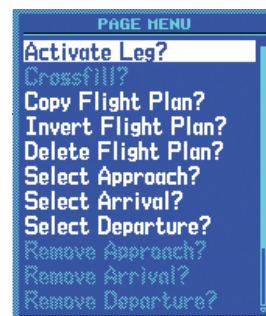 PAGE MENU
Activate Leg?
Crossfill?
Copy Flight Plan?
Invert Flight Plan?
Delete Flight Plan?
Select Approach?
Select Arrival?
Select Departure?
Remove Approach?
Remove Arrival?
Remove Departure?